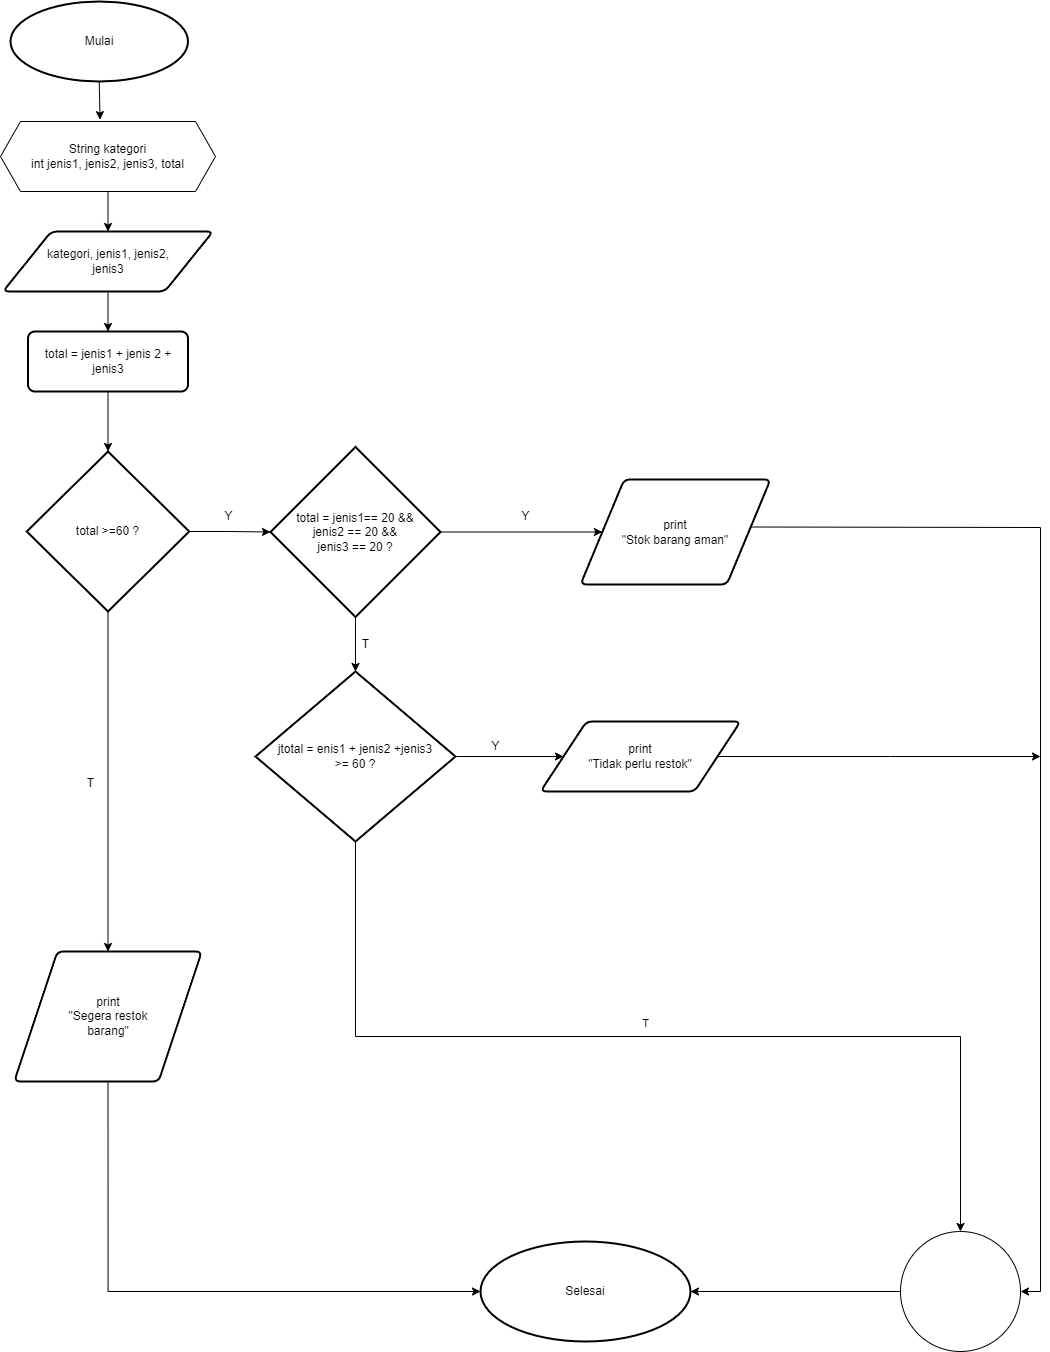 Mulai
String kategori
int jenis1, jenis2, jenis3, total
kategori, jenis1, jenis2,
jenis3
total = jenis1 + jenis 2 +
jenis3
total >=60 ?
Y
total = jenis1== 20 &&
jenis2 == 20 &&
jenis3 == 20 ?
Y
print
"Stok barang aman"
T
jtotal = enis1 + jenis2 +jenis3
>= 60 ?
Y
print
"Tidak perlu restok"
T
print
"Segera restok
barang"
T
Selesai